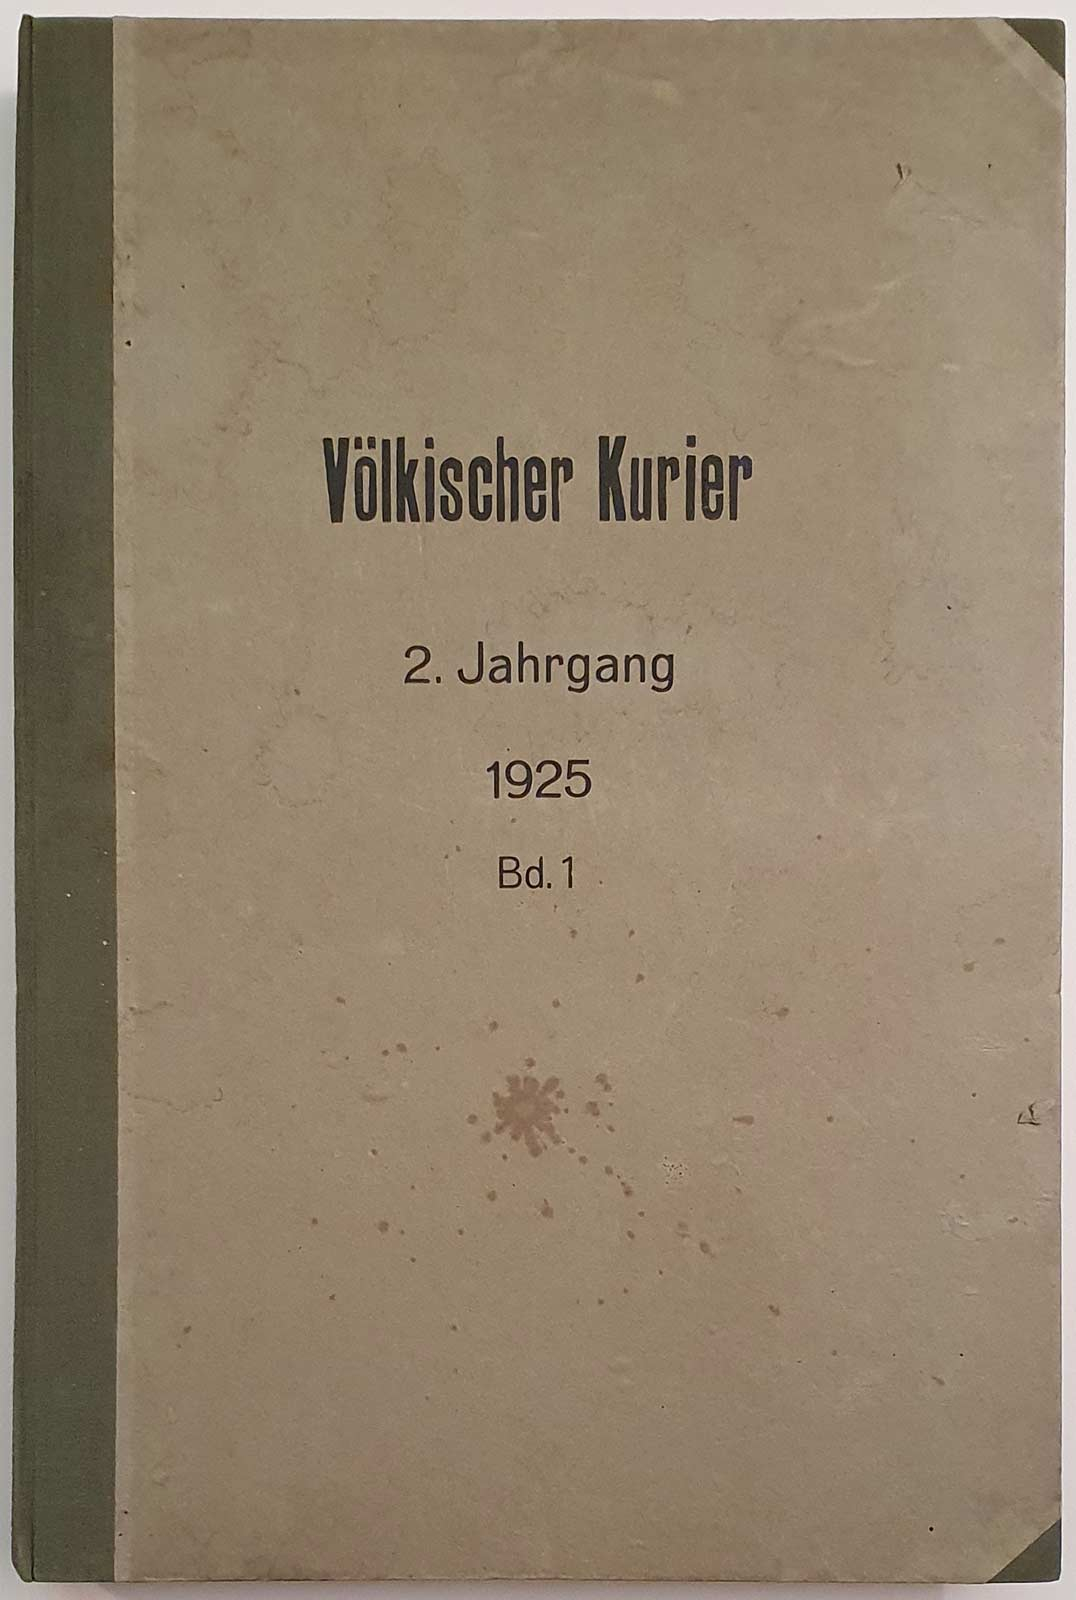 Völkischer Kurier
2. Jahrgang
1925
Bd. 1